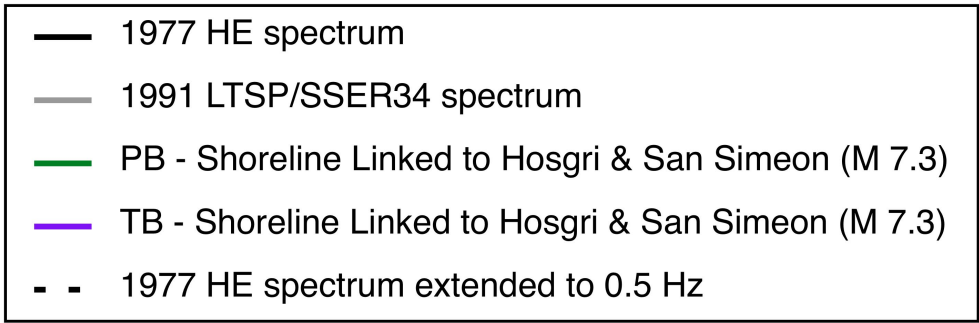 1977 HE spectrum
1991 LTSP/SSER34 spectrum
PB - Shoreline Linked to Hosgri & San Simeon (M 7.3)
TB - Shoreline Linked to Hosgri & San Simeon (M 7.3)
1977 HE spectrum extended to 0.5 Hz